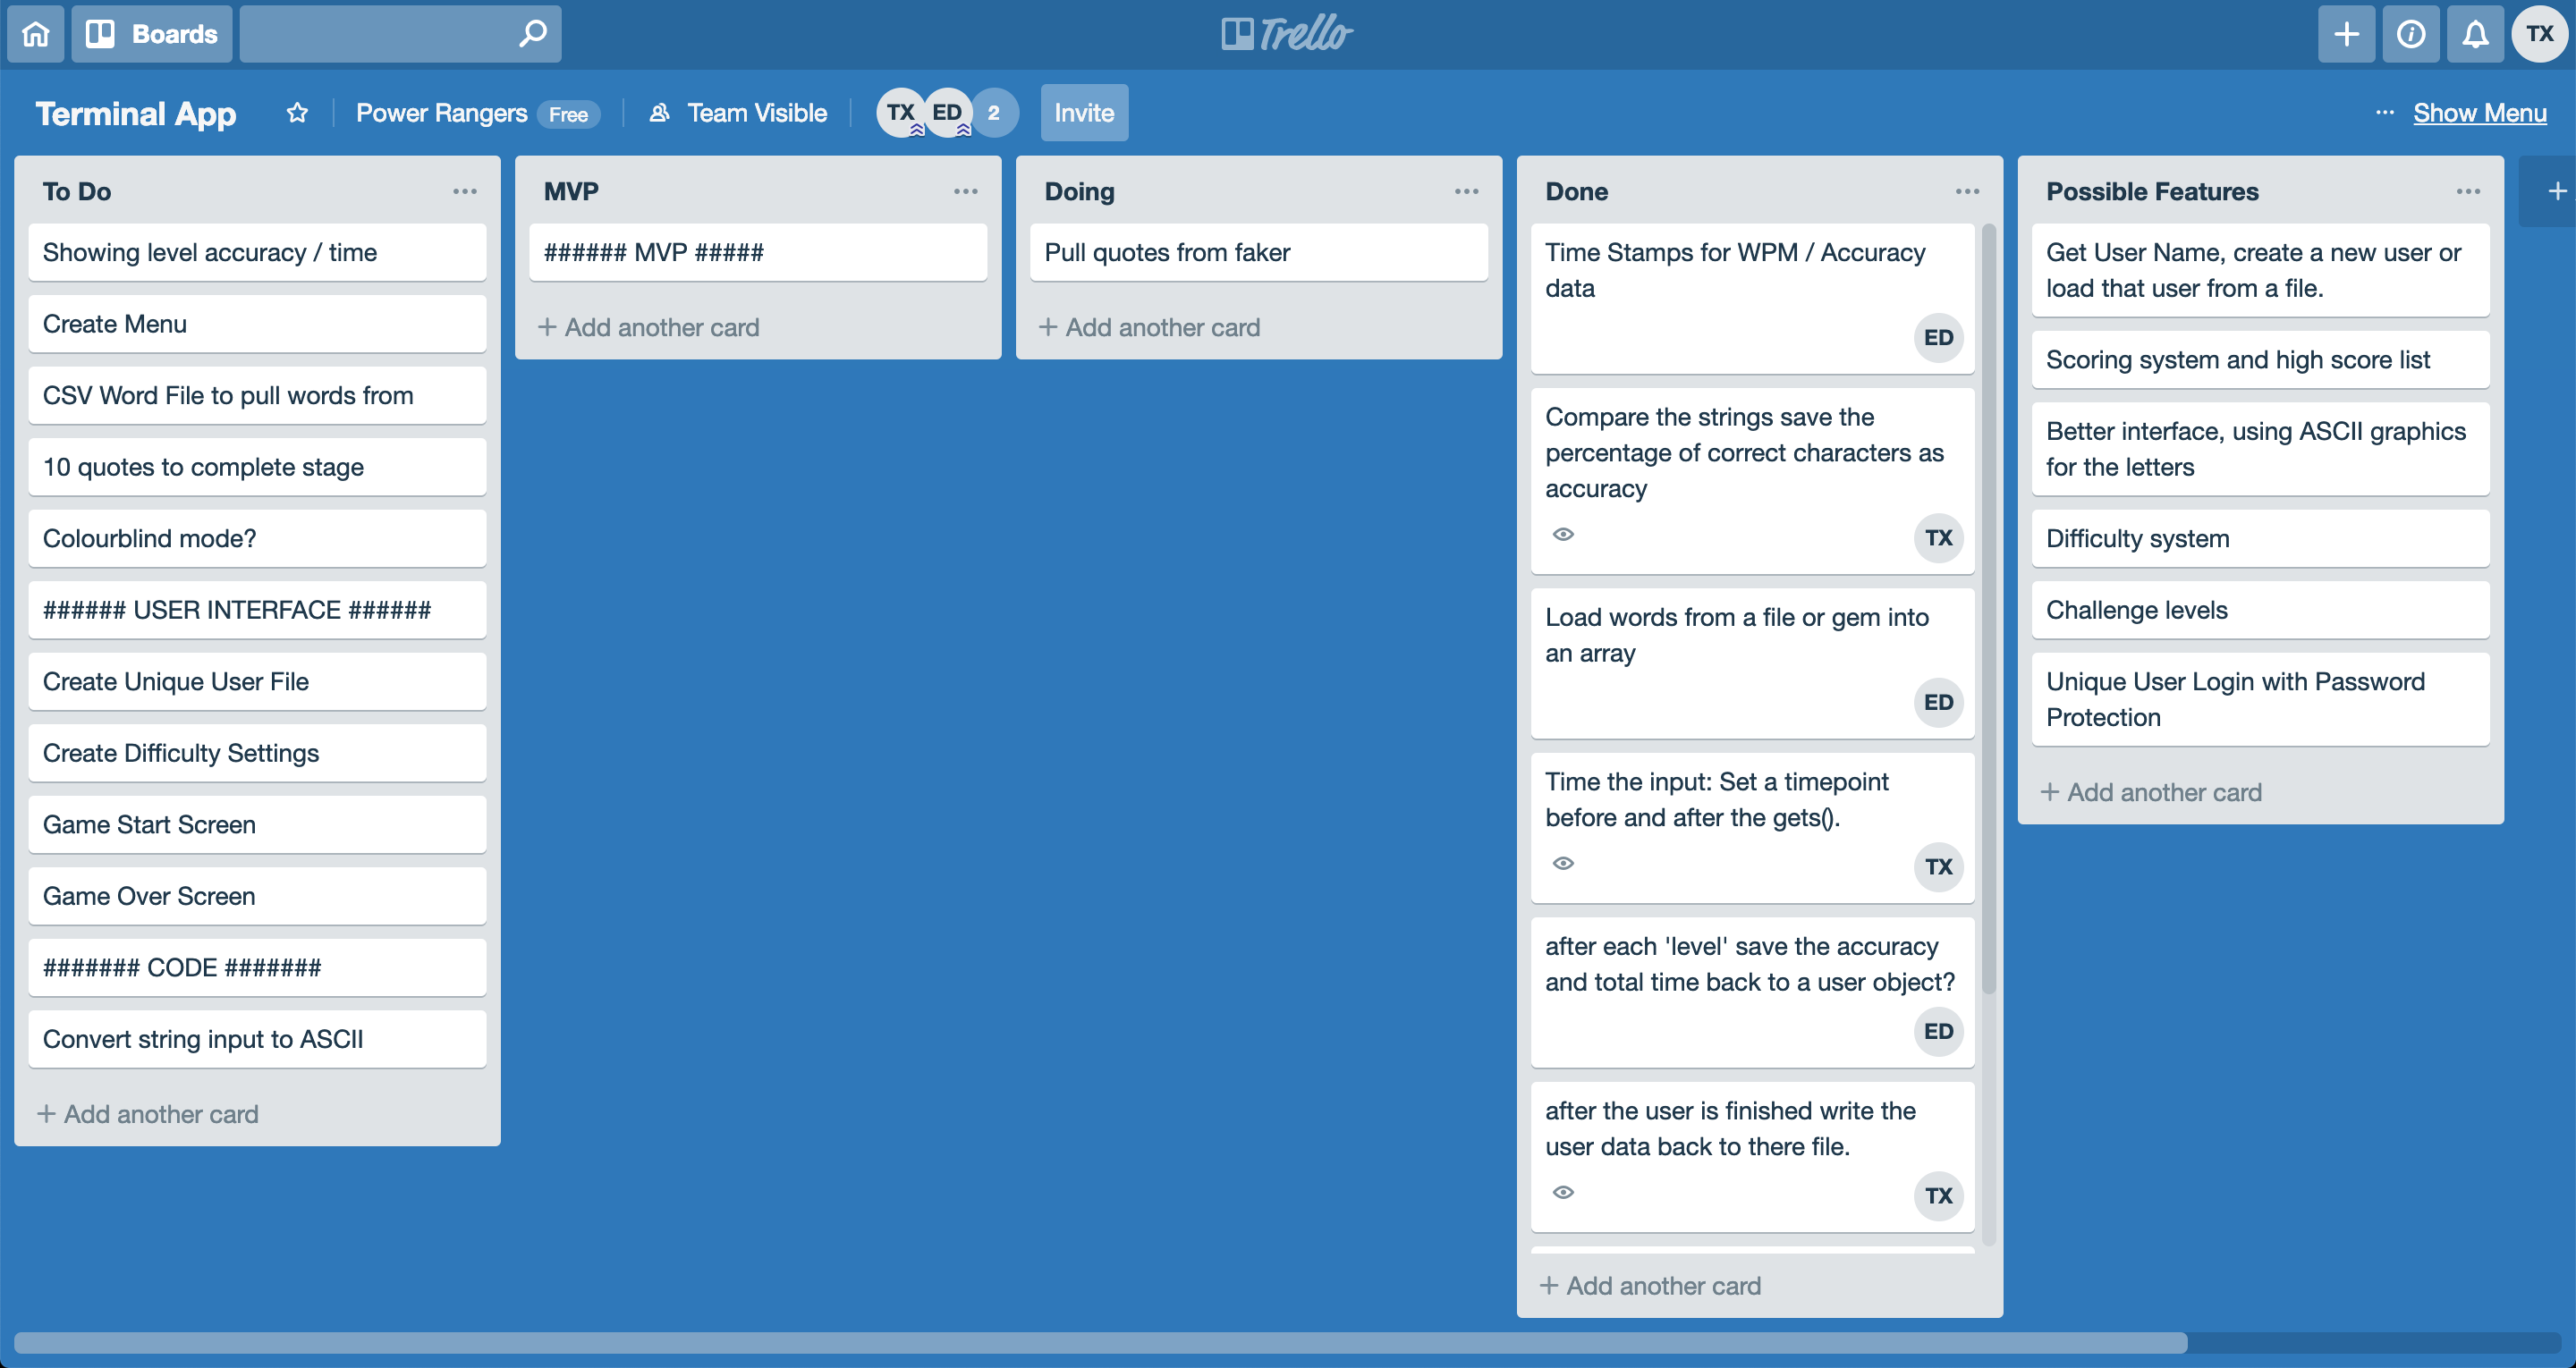 Boards
Trello
TX
Terminal App
Power Rangers Free
Team Visible
TX ED 2
Invite
... Show Menu
To Do
Showing level accuracy / time
Create Menu
CSV Word File to pull words from
10 quotes to complete stage
Colourblind mode?
###### USER INTERFACE ######
Create Unique User File
Create Difficulty Settings
Game Start Screen
Game Over Screen
####### CODE #######
Convert string input to ASCII
+ Add another card
MVP
###### MVP #####
+ Add another card
Doing
Pull quotes from faker
+ Add another card
Done
Time Stamps for WPM / Accuracy
data
ED
Compare the strings save the
percentage of correct characters as
accuracy
TX
Load words from a file or gem into
an array
ED
Time the input: Set a timepoint
before and after the gets().
TX
after each 'level' save the accuracy
and total time back to a user object?
ED
after the user is finished write the
user data back to there file.
TX
+ Add another card
Possible Features
Get User Name, create a new user or
load that user from a file.
Scoring system and high score list
Better interface, using ASCII graphics
for the letters
Difficulty system
Challenge levels
Unique User Login with Password
Protection
+ Add another card